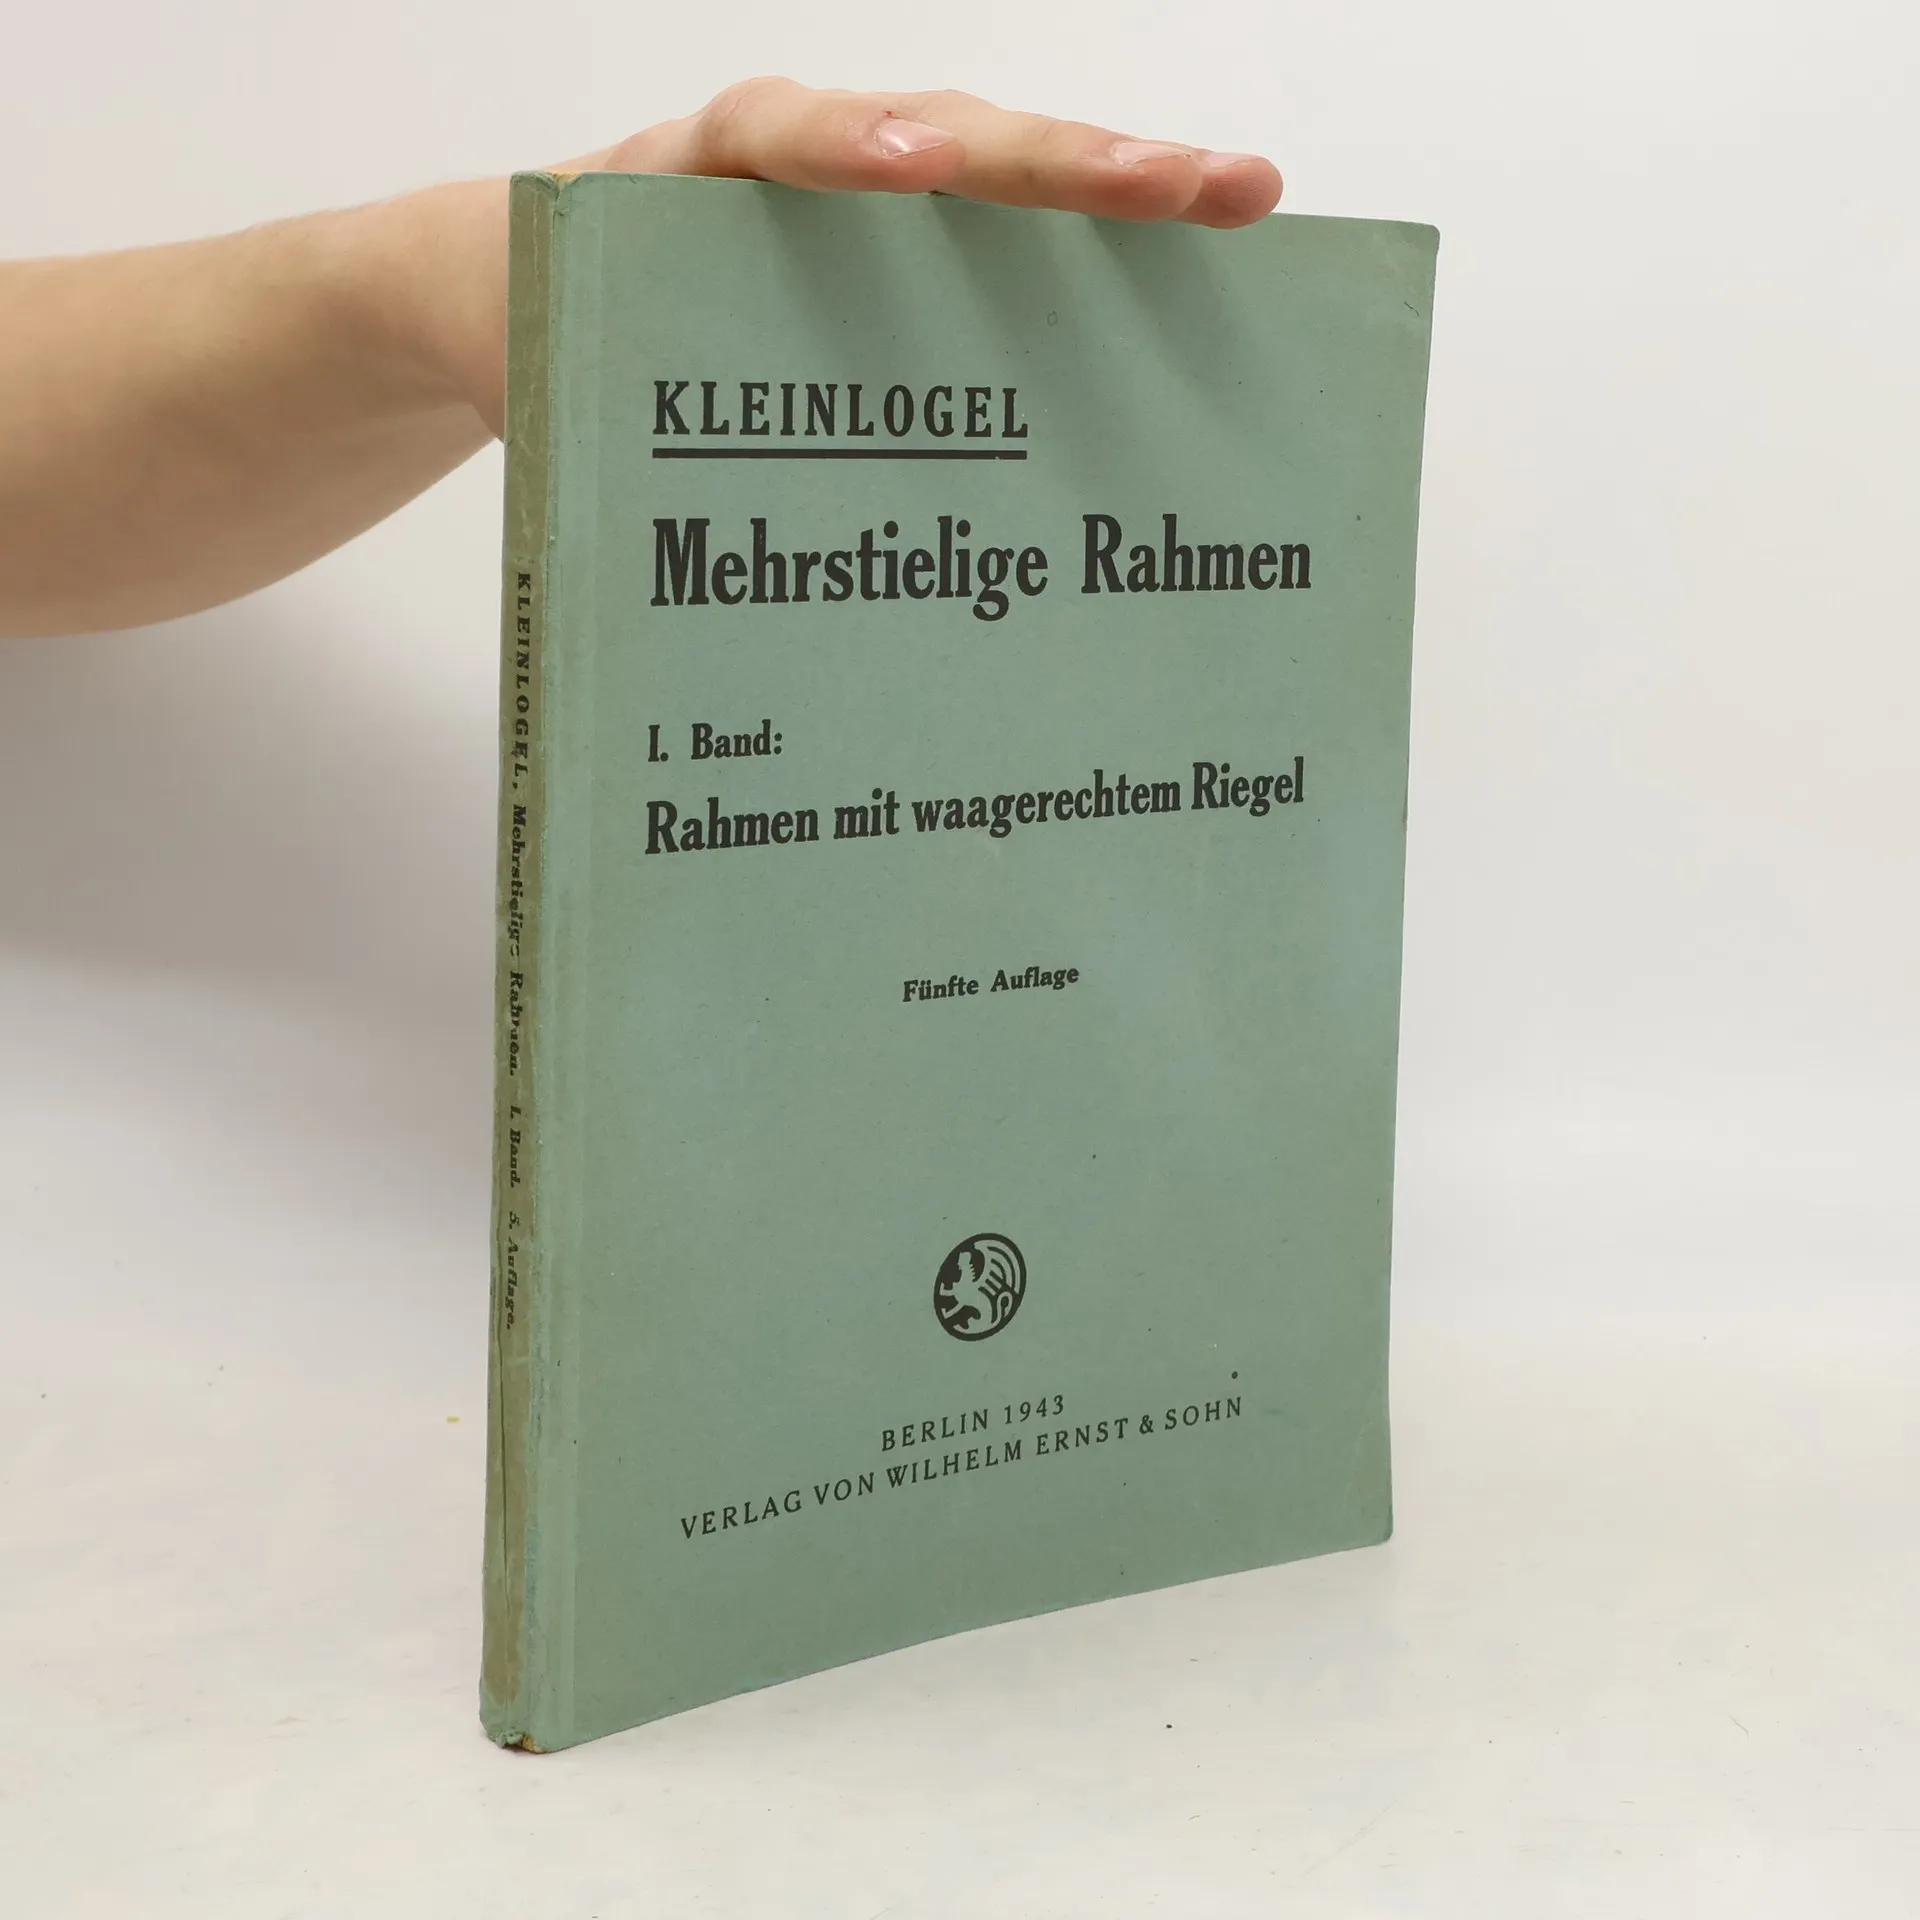 KLEINLOGEL
Mehrstielige Rahmen
I. Band:
Rahmen mit waagerechtem Riegel
Fünfte Auflage
BERLIN 1943
VERLAG VON WILHELM ERNST & SOHN
KLEINLOGEL, Mehrstielige Rahmen. I. Band. 5. Auflage.